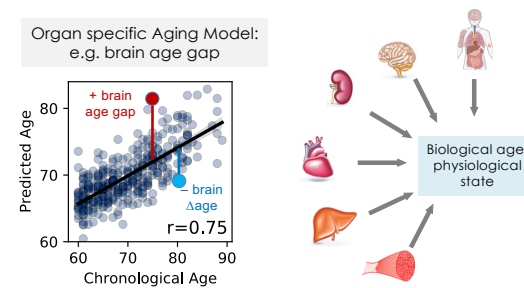 Organ specific Aging Model:
e.g. brain age gap
+ brain
age gap
80
70
60
Predicted Age
– brain
Δage
r=0.75
60 70 80 90
Chronological Age
Biological age
physiological
state